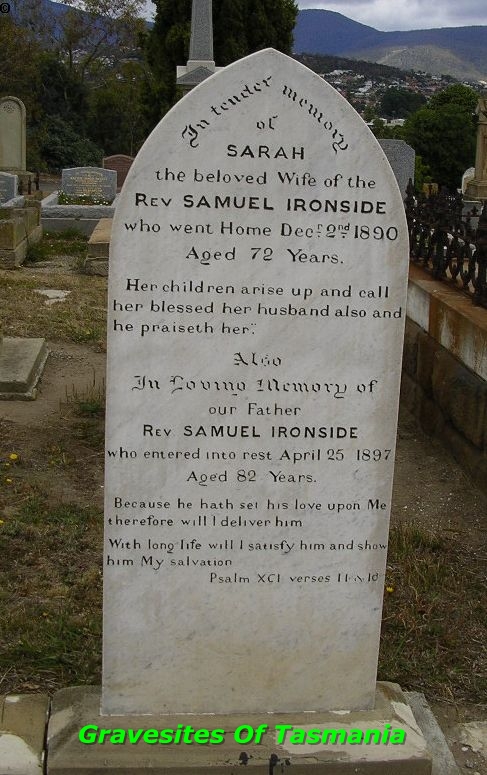 In tender memory
of
SARAH
the beloved Wife of the
REV SAMUEL IRONSIDE
who went Home Decr. 2nd. 1890
Aged 72 Years.
Her children arise up and call
her blessed her husband also and
he praiseth her."
Also
In Loving Memory of
our Father
REV SAMUEL IRONSIDE
who entered into rest April 25 1897
Aged 82 Years.
Because he hath set his love upon Me
therefore will I deliver him
With long life will I satisfy him and show
him My salvation
Psalm XCI verses
Gravesites Of Tasmania